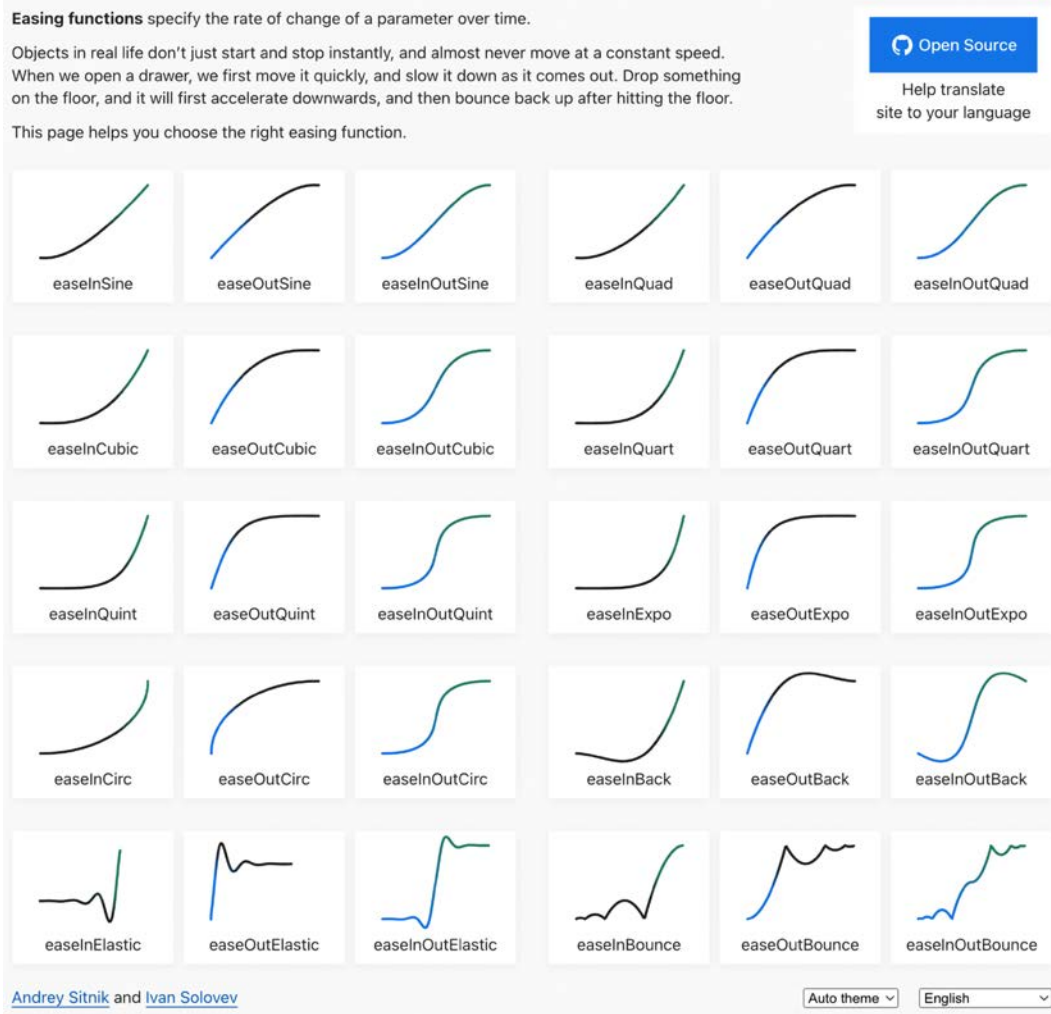 Easing functions specify the rate of change of a parameter over time.
Objects in real life don't just start and stop instantly, and almost never move at a constant speed.
When we open a drawer, we first move it quickly, and slow it down as it comes out. Drop something
on the floor, and it will first accelerate downwards, and then bounce back up after hitting the floor.
This page helps you choose the right easing function.
Open Source
Help translate
site to your language
easeInSine easeOutSine easeInOutSine easeInQuad easeOutQuad easeInOutQuad
easeInCubic easeOutCubic easeInOutCubic easeInQuart easeOutQuart easeInOutQuart
easeInQuint easeOutQuint easeInOutQuint easeInExpo easeOutExpo easeInOutExpo
easeInCirc easeOutCirc easeInOutCirc easeInBack easeOutBack easeInOutBack
easeInElastic easeOutElastic easeInOutElastic easeInBounce easeOutBounce easeInOutBounce
Andrey Sitnik and Ivan Solovev
Auto theme English